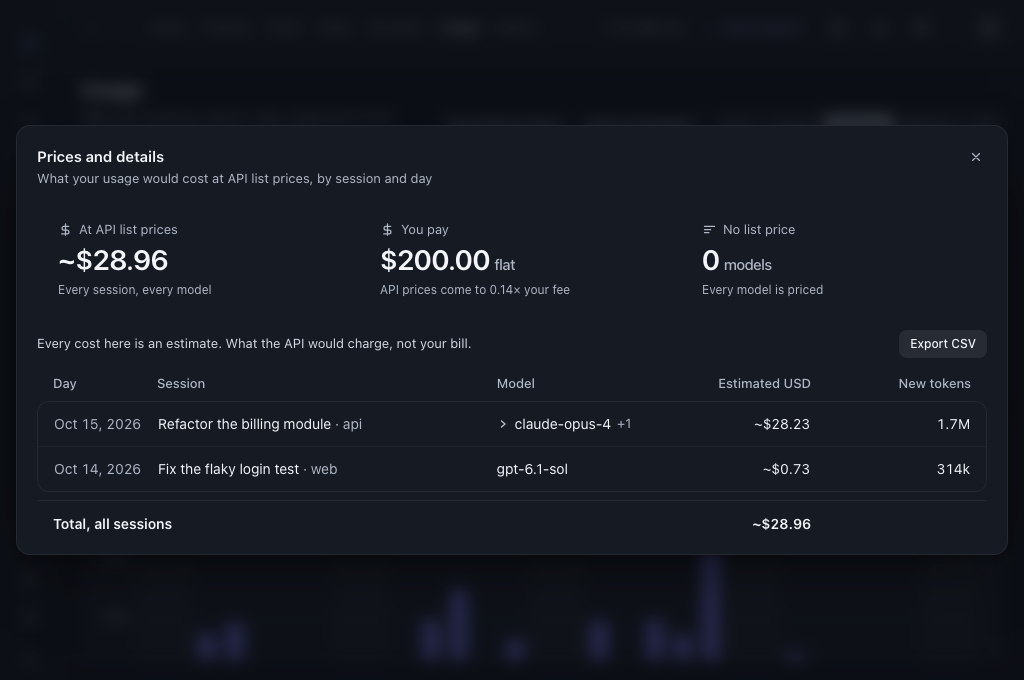 Prices and details
What your usage would cost at API list prices, by session and day
At API list prices
~$28.96
Every session, every model
You pay
$200.00 flat
API prices come to 0.14× your fee
No list price
0 models
Every model is priced
Every cost here is an estimate. What the API would charge, not your bill.
Export CSV
Day Session Model Estimated USD New tokens
Oct 15, 2026 Refactor the billing module · api claude-opus-4 +1 ~$28.23 1.7M
Oct 14, 2026 Fix the flaky login test · web gpt-6.1-sol ~$0.73 314k
Total, all sessions ~$28.96